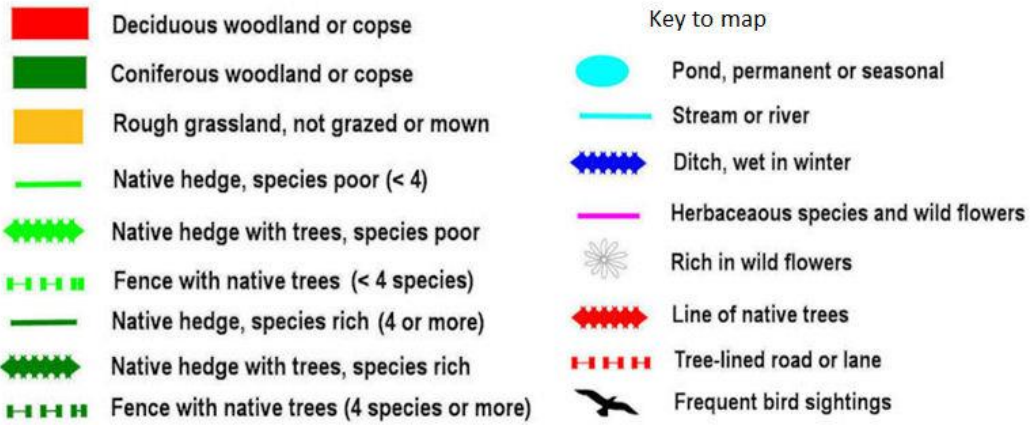 Key to map
Deciduous woodland or copse
Coniferous woodland or copse
Rough grassland, not grazed or mown
Native hedge, species poor (< 4)
Native hedge with trees, species poor
Fence with native trees (< 4 species)
Native hedge, species rich (4 or more)
Native hedge with trees, species rich
Fence with native trees (4 species or more)
Pond, permanent or seasonal
Stream or river
Ditch, wet in winter
Herbaceaous species and wild flowers
Rich in wild flowers
Line of native trees
Tree-lined road or lane
Frequent bird sightings